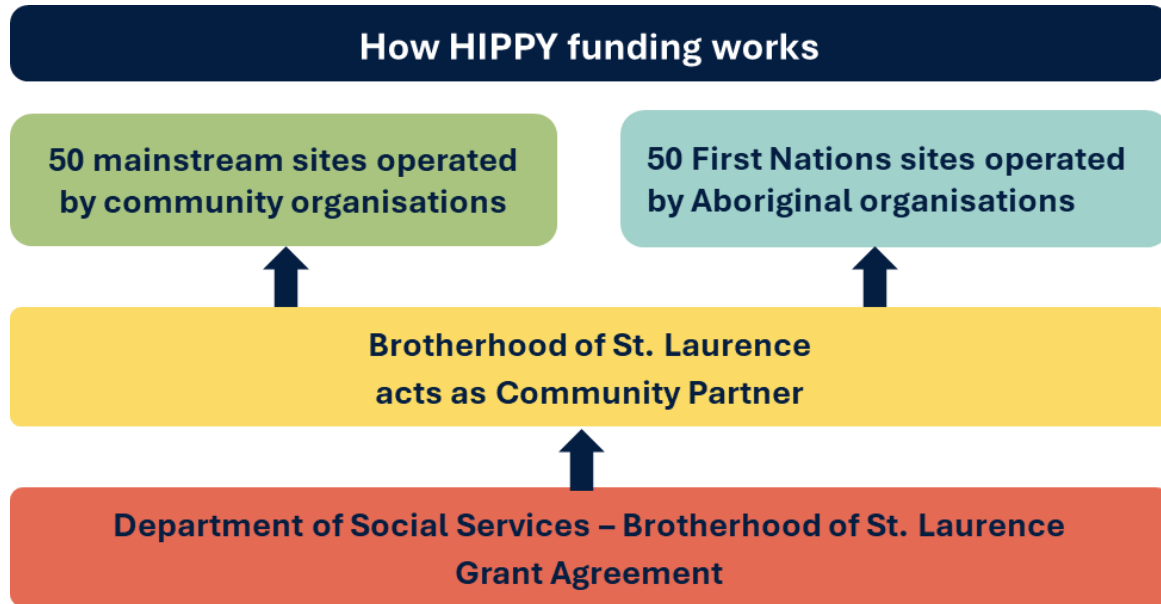 How HIPPY funding works
50 mainstream sites operated
by community organisations
50 First Nations sites operated
by Aboriginal organisations
Brotherhood of St. Laurence
acts as Community Partner
Department of Social Services – Brotherhood of St. Laurence
Grant Agreement